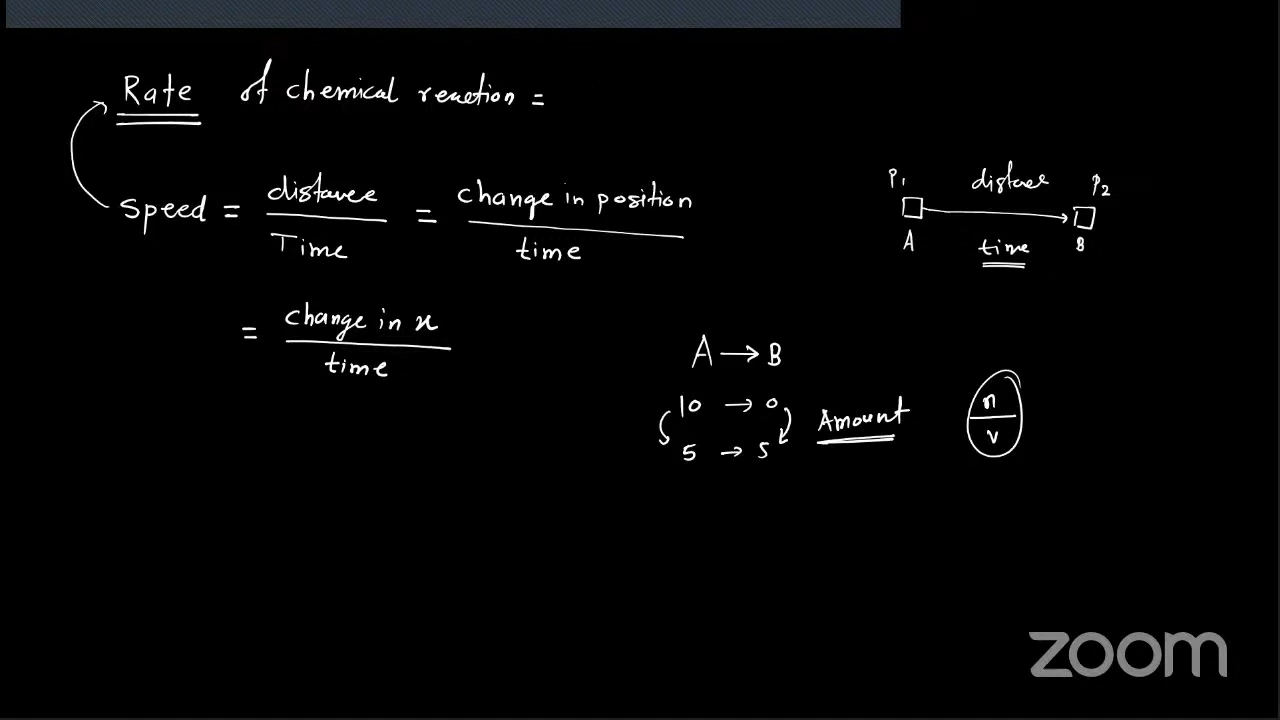 Rate of chemical reaction =
Speed = distance / Time = change in position / time
P1 distance P2
A time B
= change in x / time
A → B
10 → 0
5 → 5
Amount
n / v
zoom